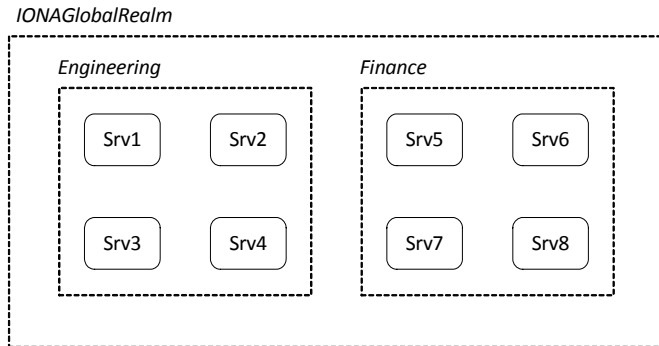 IONAGlobalRealm
Engineering Finance
Srv1 Srv2 Srv5 Srv6
Srv3 Srv4 Srv7 Srv8